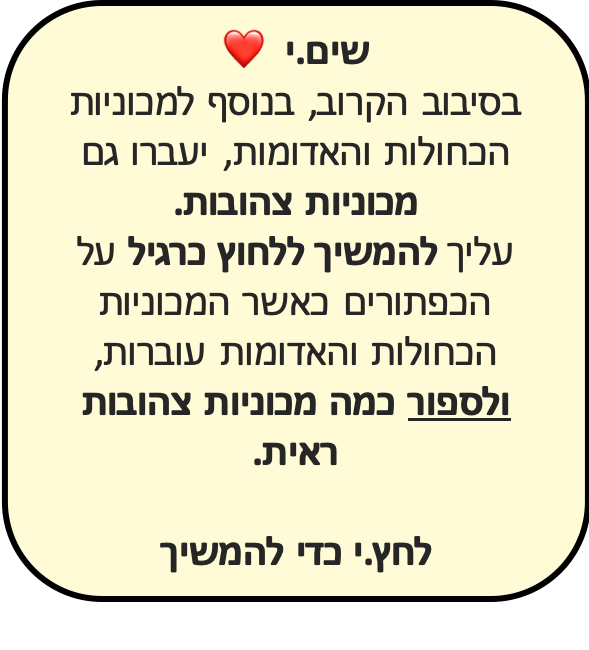 שים.י ❤️
בסיבוב הקרוב, בנוסף למכוניות
הכחולות והאדומות, יעברו גם
מכוניות צהובות.
עליך להמשיך ללחוץ כרגיל על
הכפתורים כאשר המכוניות
הכחולות והאדומות עוברות,
ולספור כמה מכוניות צהובות
ראית.
לחץ.י כדי להמשיך